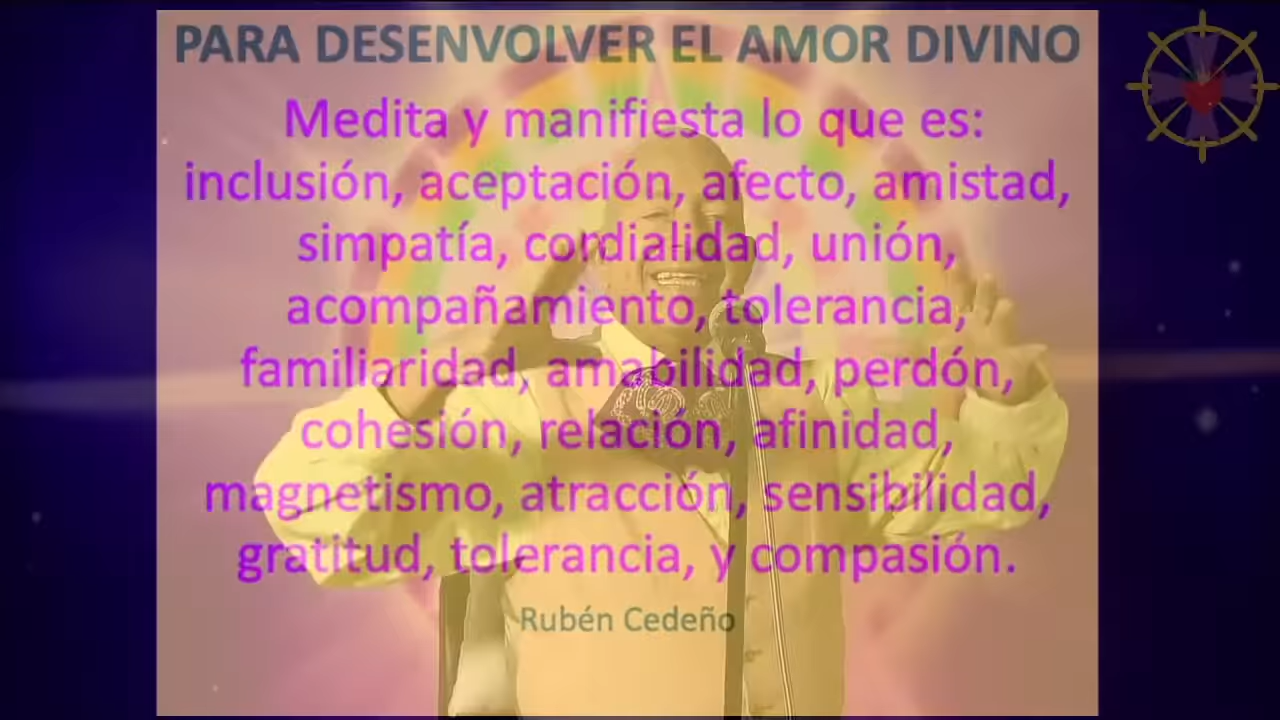 PARA DESENVOLVER EL AMOR DIVINO
Medita y manifiesta lo que es:
inclusión, aceptación, afecto, amistad,
simpatía, cordialidad, unión,
acompañamiento, tolerancia,
familiaridad, amabilidad, perdón,
cohesión, relación, afinidad,
magnetismo, atracción, sensibilidad,
gratitud, tolerancia, y compasión.
Rubén Cedeño